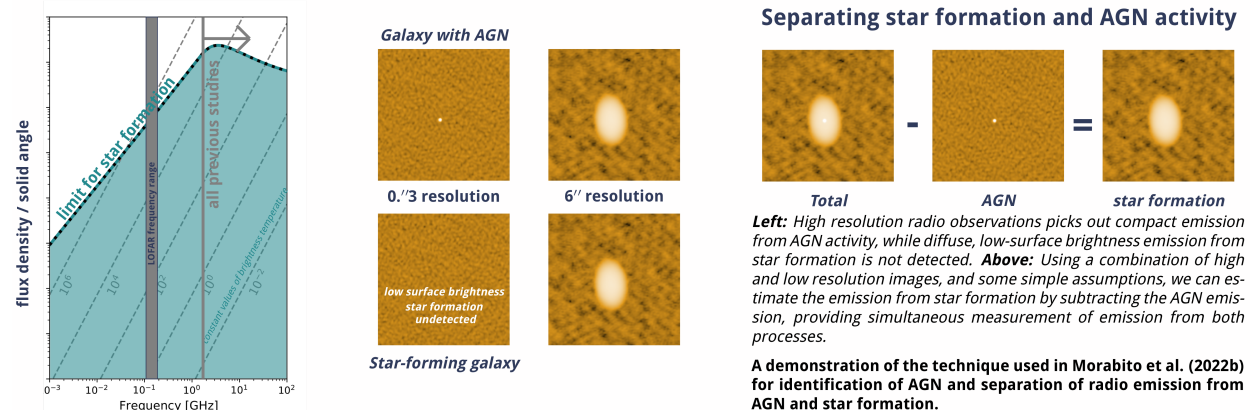 flux density / solid angle
limit for star formation
LOFAR frequency range
all previous studies
constant values of brightness temperature
10⁶
10⁴
10²
10⁰
10⁻²
10⁻³
10⁻²
10⁻¹
10⁰
10¹
10²
Frequency [GHz]
Galaxy with AGN
0.″3 resolution
6″ resolution
low surface brightness
star formation
undetected
Star-forming galaxy
Separating star formation and AGN activity
- =
Total
AGN
star formation
Left: High resolution radio observations picks out compact emission
from AGN activity, while diffuse, low-surface brightness emission from
star formation is not detected. Above: Using a combination of high
and low resolution images, and some simple assumptions, we can es-
timate the emission from star formation by subtracting the AGN emis-
sion, providing simultaneous measurement of emission from both
processes.
A demonstration of the technique used in Morabito et al. (2022b)
for identification of AGN and separation of radio emission from
AGN and star formation.